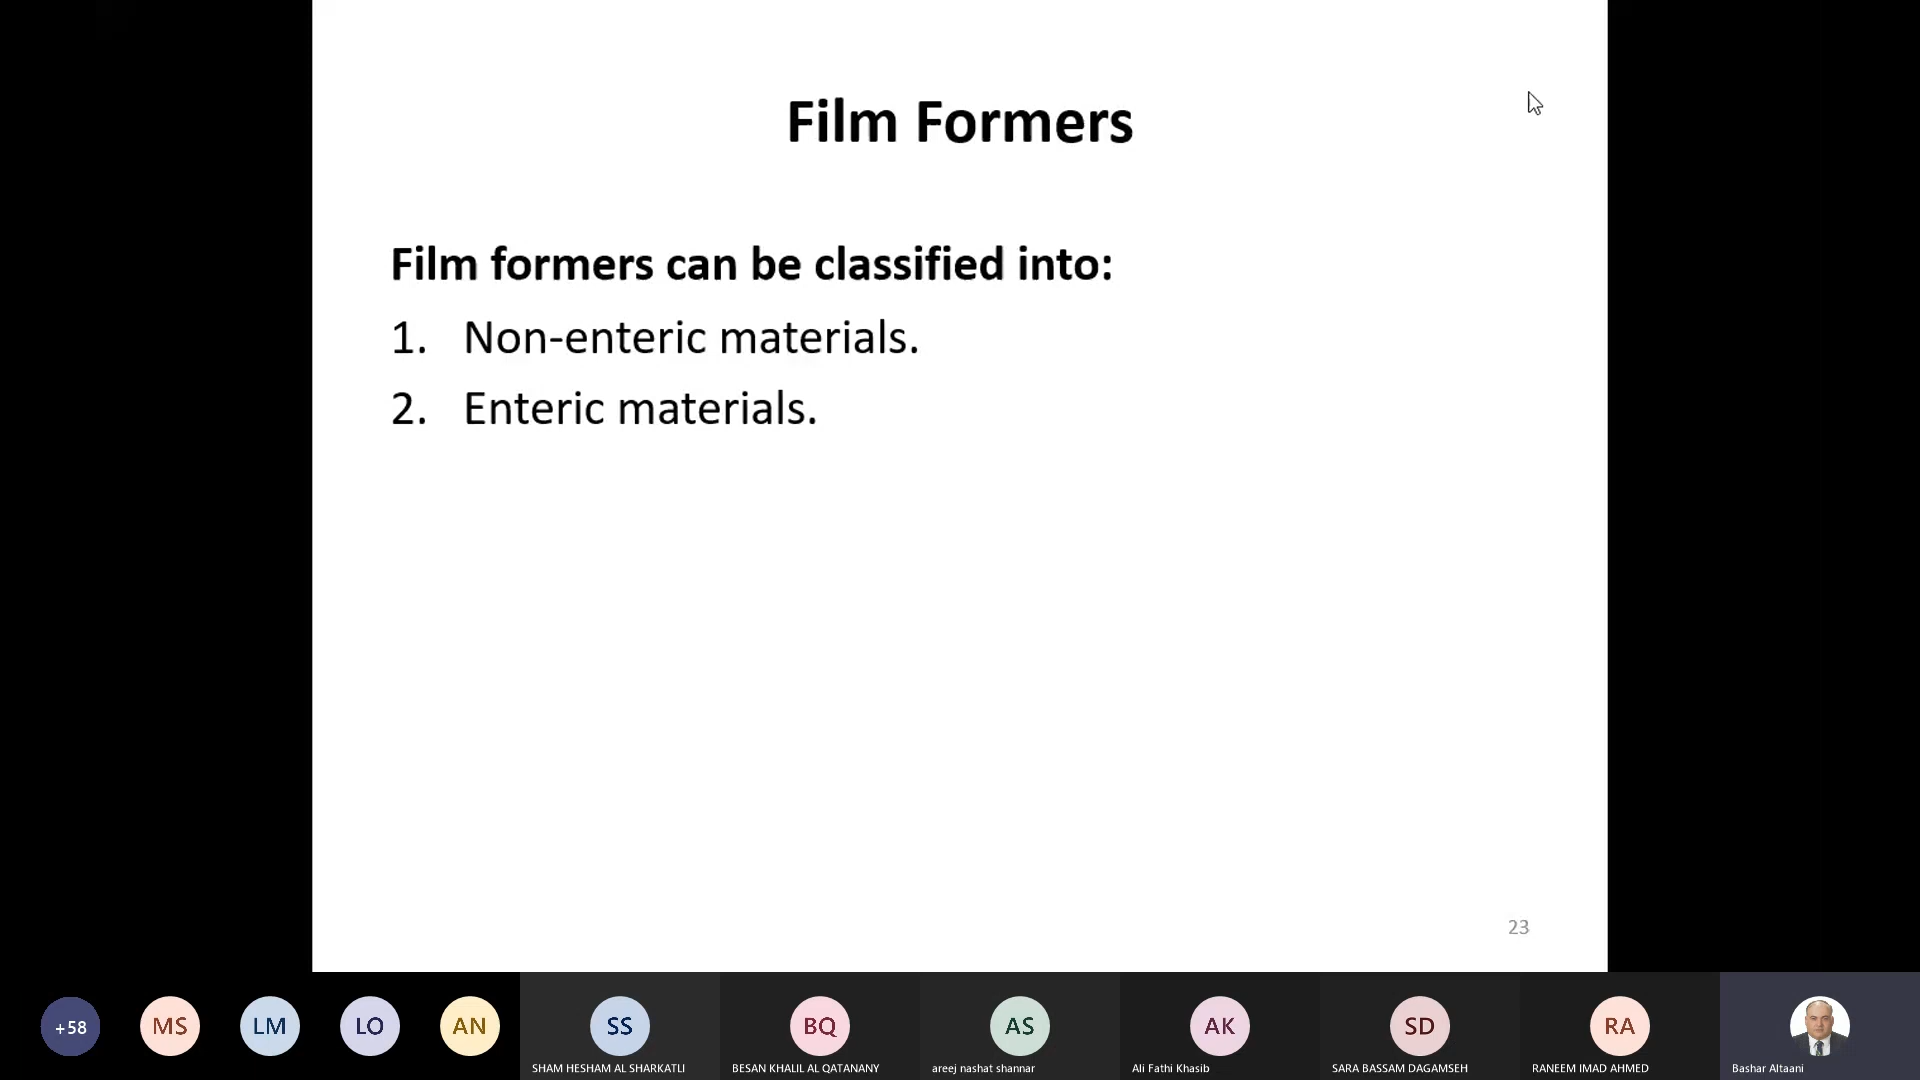 Film Formers
Film formers can be classified into:
1. Non-enteric materials.
2. Enteric materials.
23
+58
MS
LM
LO
AN
SS
BQ
AS
AK
SD
RA
SHAM HESHAM AL SHARKATLI
BESAN KHALIL AL QATANANY
areej nashat shannar
Ali Fathi Khasib
SARA BASSAM DAGAMSEH
RANEEM IMAD AHMED
Bashar Altaani